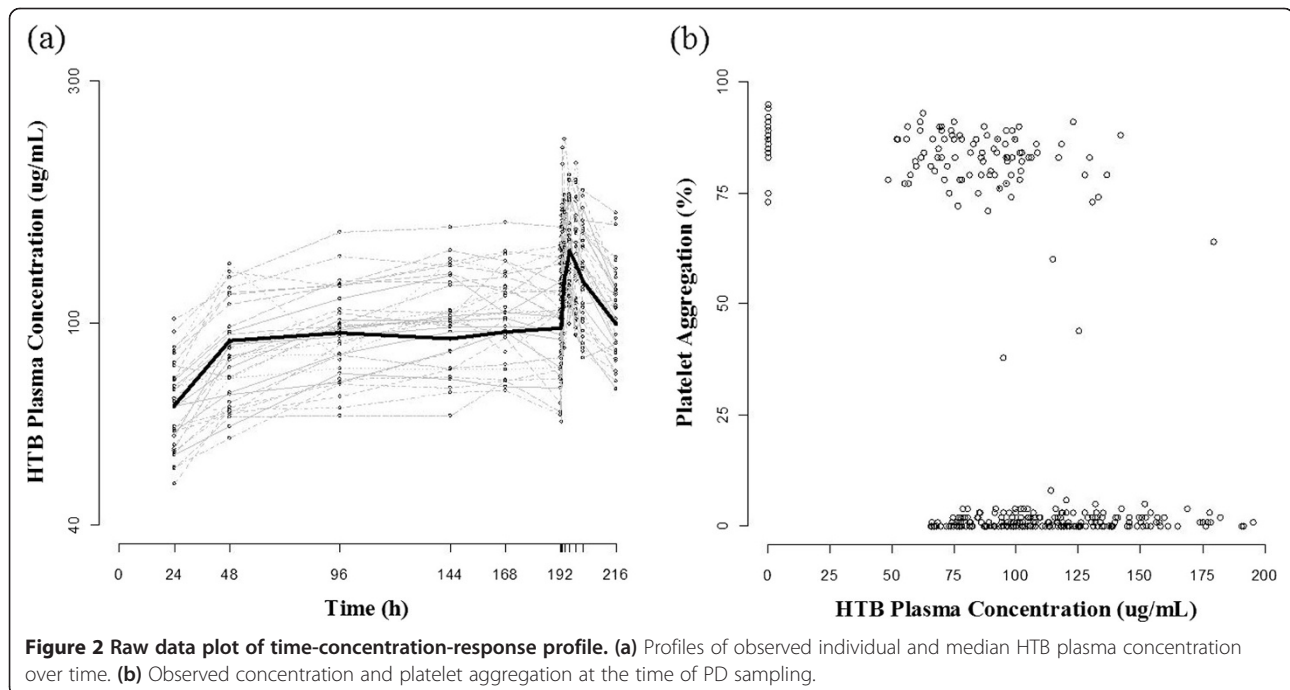 (a)
HTB Plasma Concentration (ug/mL)
300
100
40
0 24 48 96 144 168 192 216
Time (h)
(b)
Platelet Aggregation (%)
100
75
50
25
0
0 25 50 75 100 125 150 175 200
HTB Plasma Concentration (ug/mL)
Figure 2 Raw data plot of time-concentration-response profile. (a) Profiles of observed individual and median HTB plasma concentration
over time. (b) Observed concentration and platelet aggregation at the time of PD sampling.